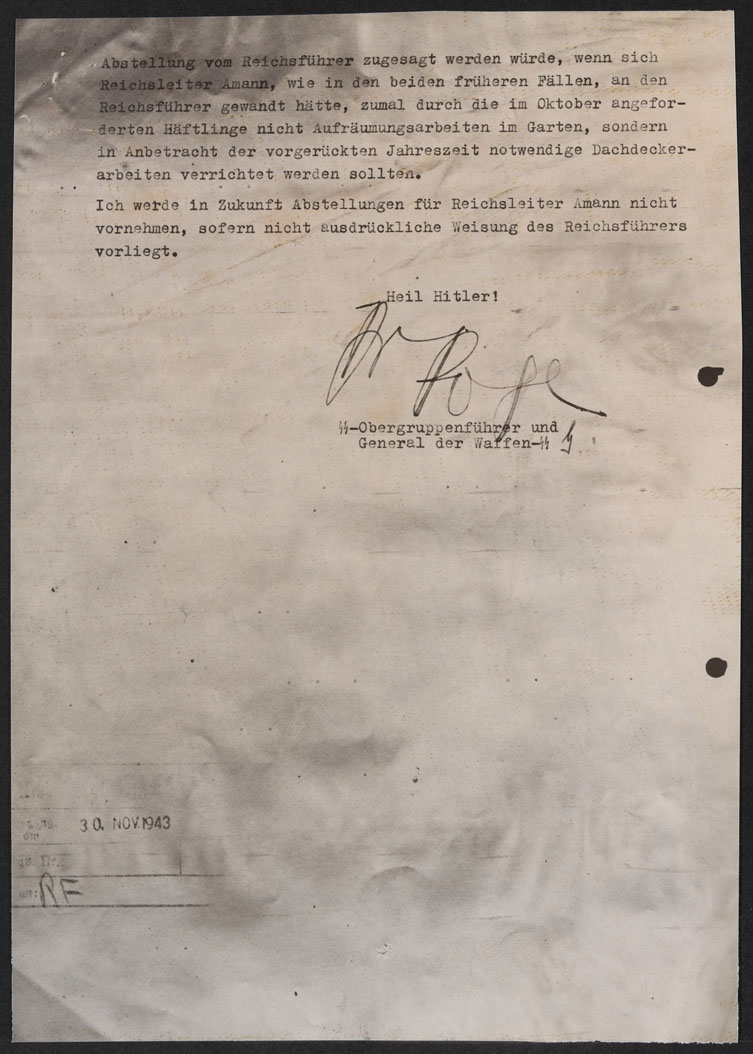 Abstellung vom Reichsführer zugesagt werden würde, wenn sich
Reichsleiter Amann, wie in den beiden früheren Fällen, an den
Reichsführer gewandt hätte, zumal durch die im Oktober angefor-
derten Häftlinge nicht Aufräumungsarbeiten im Garten, sondern
in Anbetracht der vorgerückten Jahreszeit notwendige Dachdecker-
arbeiten verrichtet werden sollten.
Ich werde in Zukunft Abstellungen für Reichsleiter Amann nicht
vornehmen, sofern nicht ausdrückliche Weisung des Reichsführers
vorliegt.
Heil Hitler!
ᛋᛋ-Obergruppenführer und
General der Waffen-ᛋᛋ
30. NOV. 1943
RF